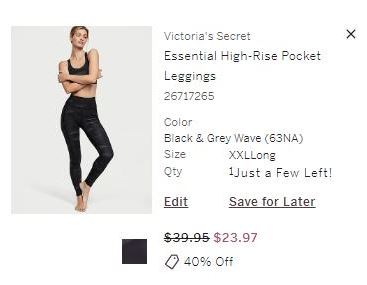 Victoria's Secret
Essential High-Rise Pocket
Leggings
26717265
Color
Black & Grey Wave (63NA)
Size XXLLong
Qty 1Just a Few Left!
Edit Save for Later
$39.95 $23.97
40% Off